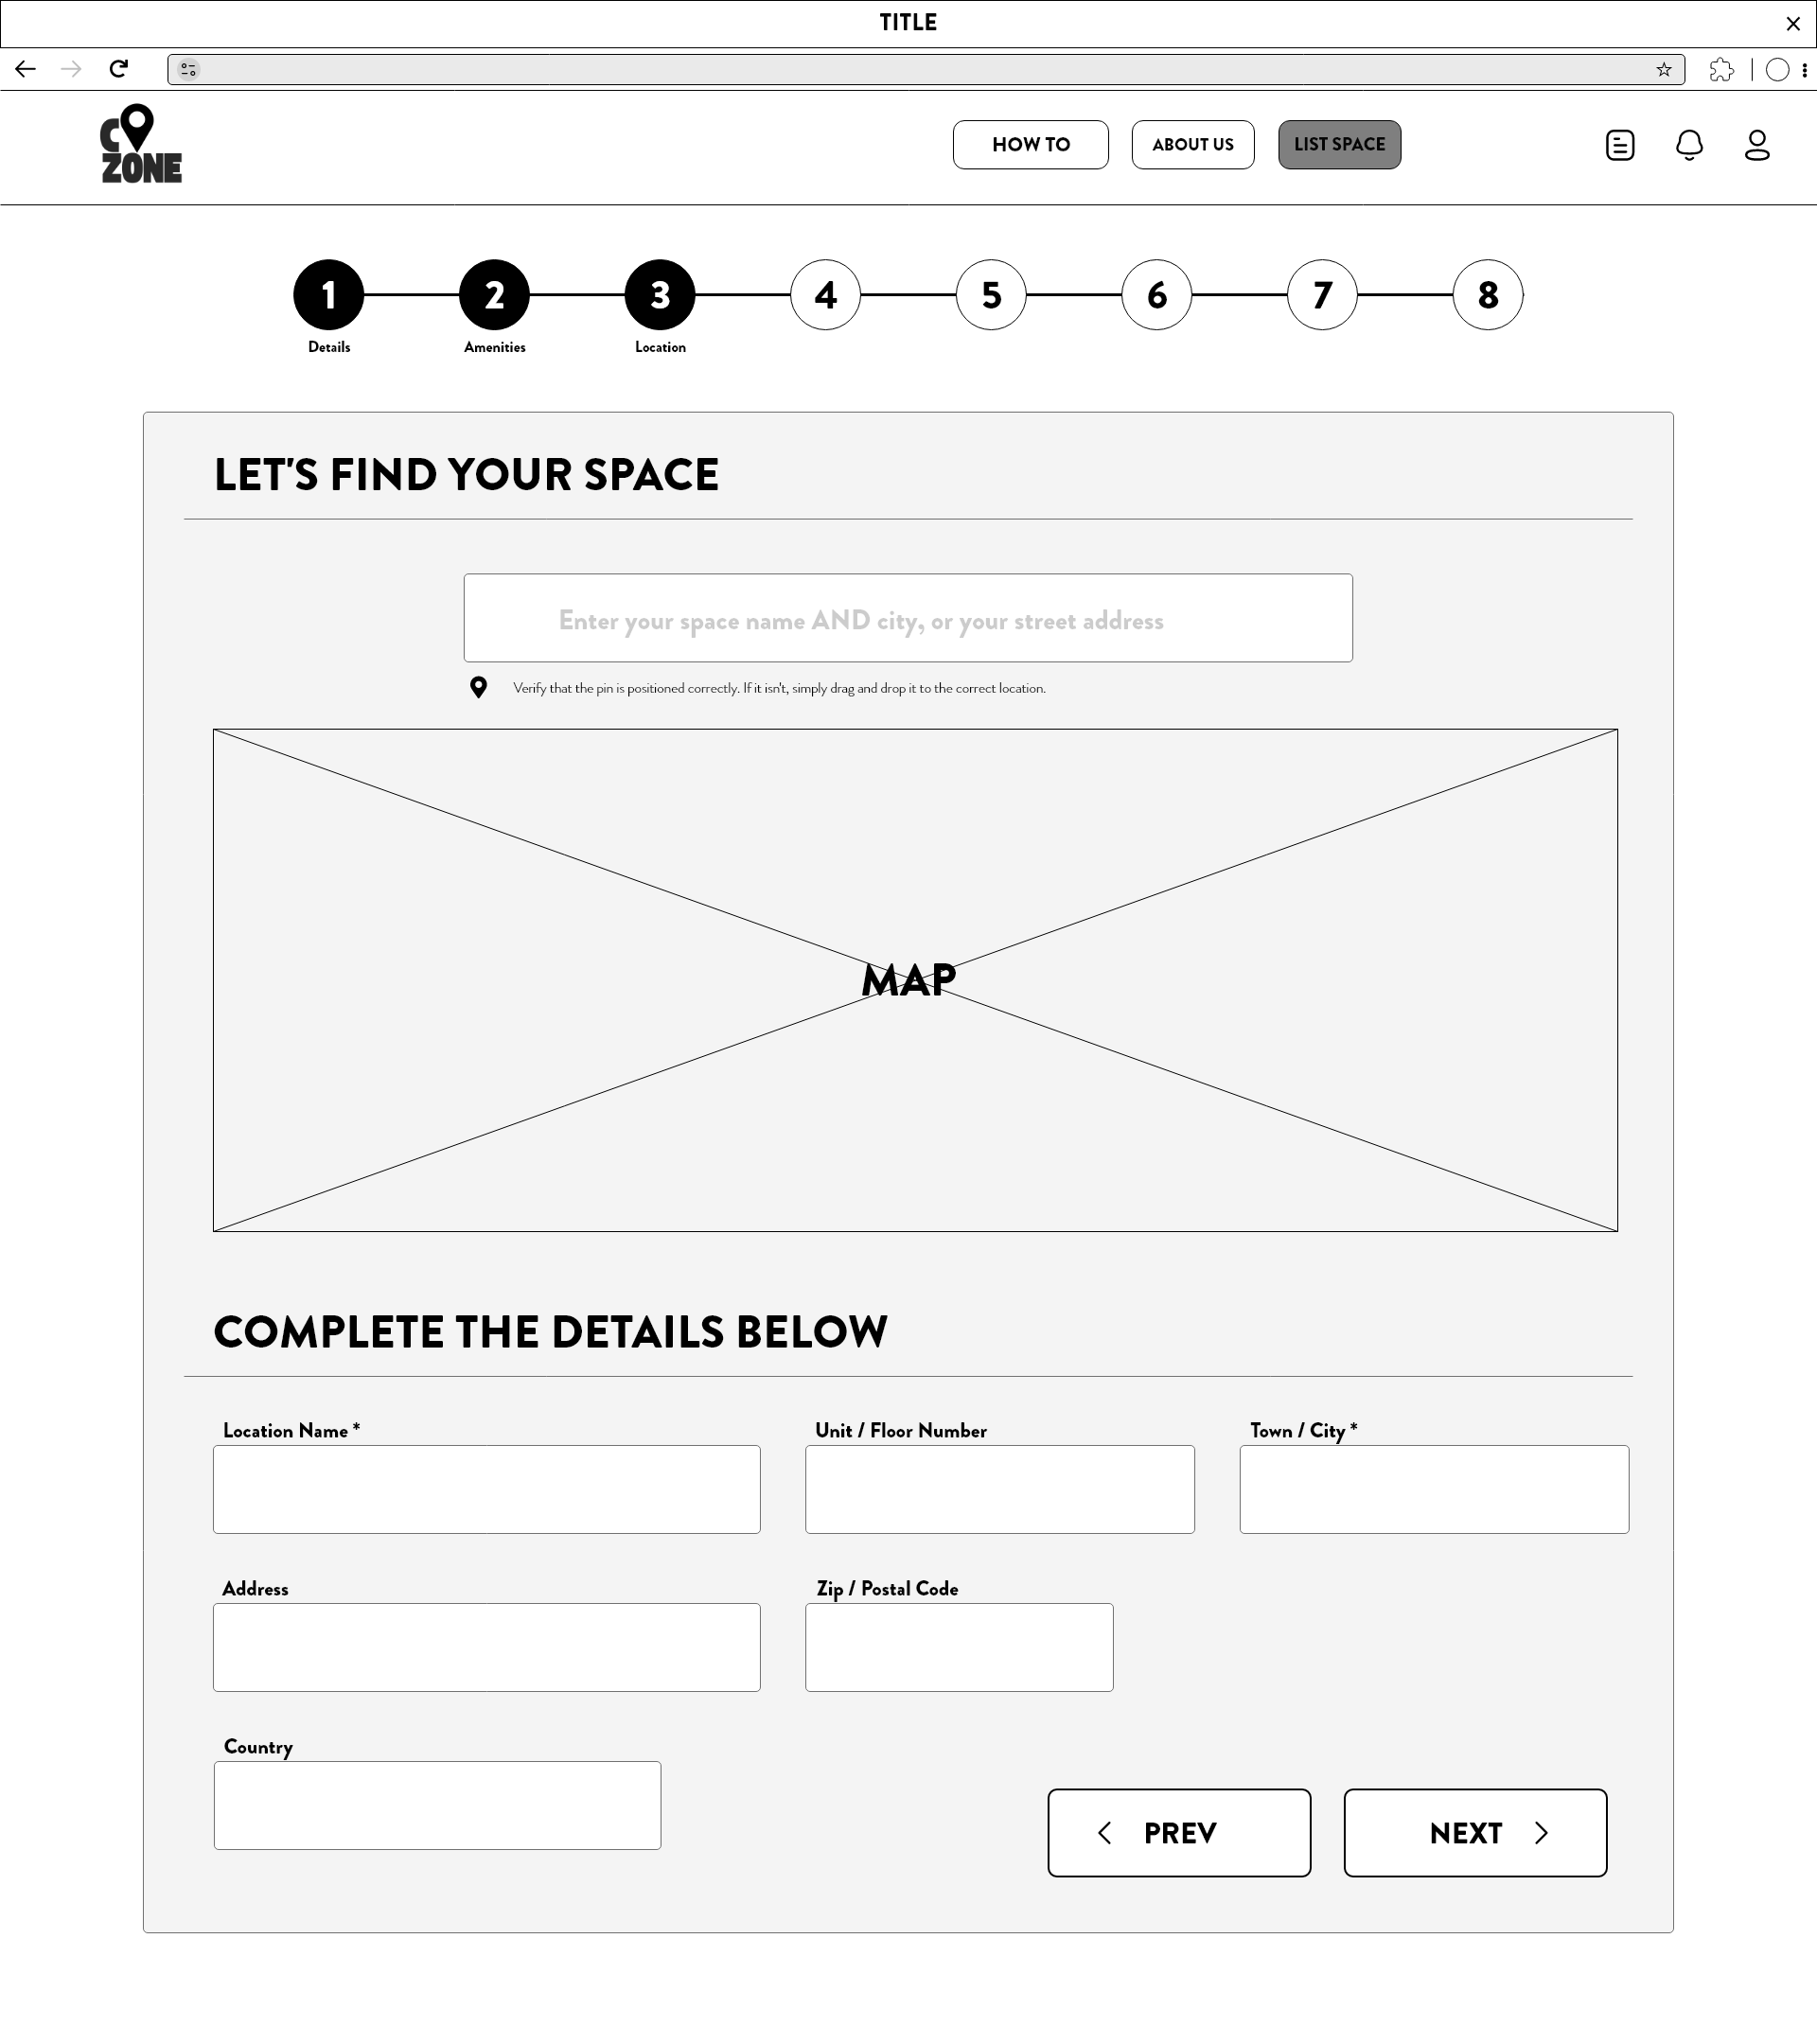 TITLE
C
ZONE
HOW TO
ABOUT US
LIST SPACE
1
2
3
4
5
6
7
8
Details
Amenities
Location
LET'S FIND YOUR SPACE
Enter your space name AND city, or your street address
Verify that the pin is positioned correctly. If it isn't, simply drag and drop it to the correct location.
MAP
COMPLETE THE DETAILS BELOW
Location Name *
Unit / Floor Number
Town / City *
Address
Zip / Postal Code
Country
PREV
NEXT